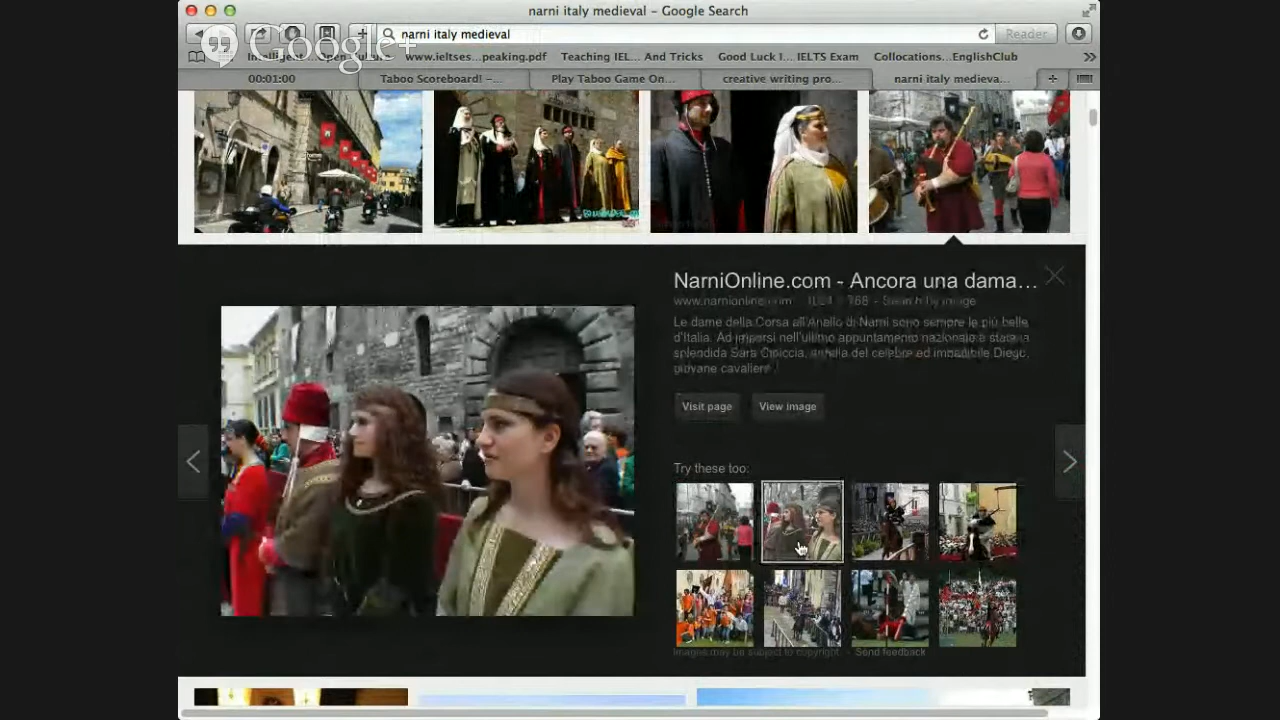 narni italy medieval – Google Search
narni italy medieval
Reader
Google+
www.ieltses...peaking.pdf
Teaching IEL... And Tricks
Good Luck I... IELTS Exam
Collocations...EnglishClub
00:01:00
Taboo Scoreboard! –...
Play Taboo Game On...
creative writing pro...
narni italy medieva...
NarniOnline.com - Ancora una dama...
www.narnionline.com
Le dame della Corsa all'Anello di Narni sono sempre le più belle
d'Italia. Ad imporsi nell'ultimo appuntamento nazionale è stata la
splendida Sara
del celebre ed
Diego,
giovane cavaliere
Visit page
View image
Try these too:
Images may be subject to copyright. - Send feedback